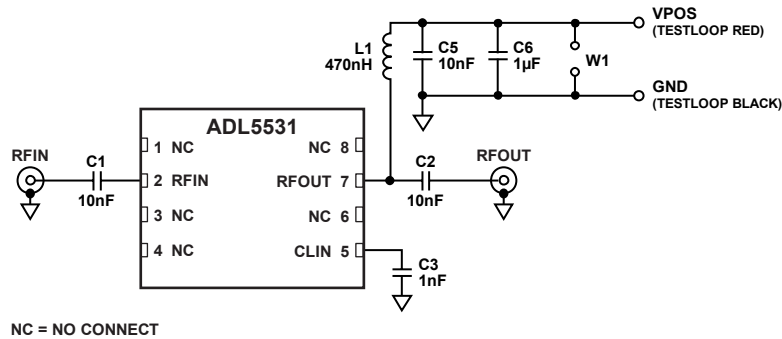 VPOS
(TESTLOOP RED)
L1
470nH
C5
10nF
C6
1µF
W1
GND
(TESTLOOP BLACK)
ADL5531
RFIN
C1
10nF
1 NC
NC 8
2 RFIN
RFOUT 7
C2
10nF
RFOUT
3 NC
NC 6
4 NC
CLIN 5
C3
1nF
NC = NO CONNECT